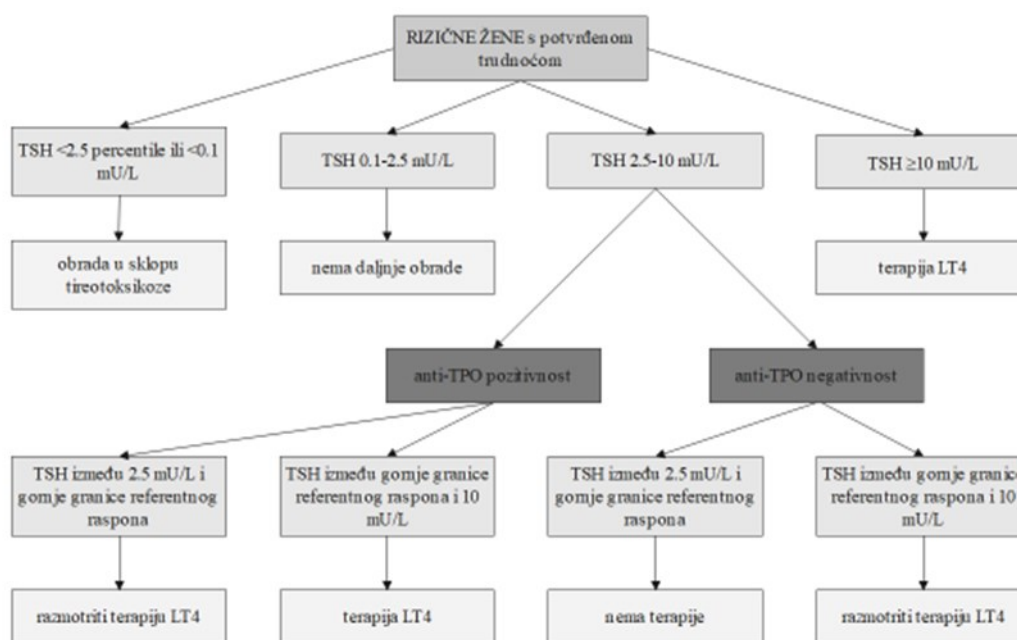 RIZIČNE ŽENE s potvrđenom
trudnoćom
TSH <2.5 percentile ili <0.1
mU/L
TSH 0.1-2.5 mU/L
TSH 2.5-10 mU/L
TSH ≥10 mU/L
obrada u sklopu
tireotoksikoze
nema daljnje obrade
terapija LT4
anti-TPO pozitivnost
anti-TPO negativnost
TSH između 2.5 mU/L i
gornje granice referentnog
raspona
TSH između gornje granice
referentnog raspona i 10
mU/L
TSH između 2.5 mU/L i
gornje granice referentnog
raspona
TSH između gornje granice
referentnog raspona i 10
mU/L
razmotriti terapiju LT4
terapija LT4
nema terapije
razmotriti terapiju LT4